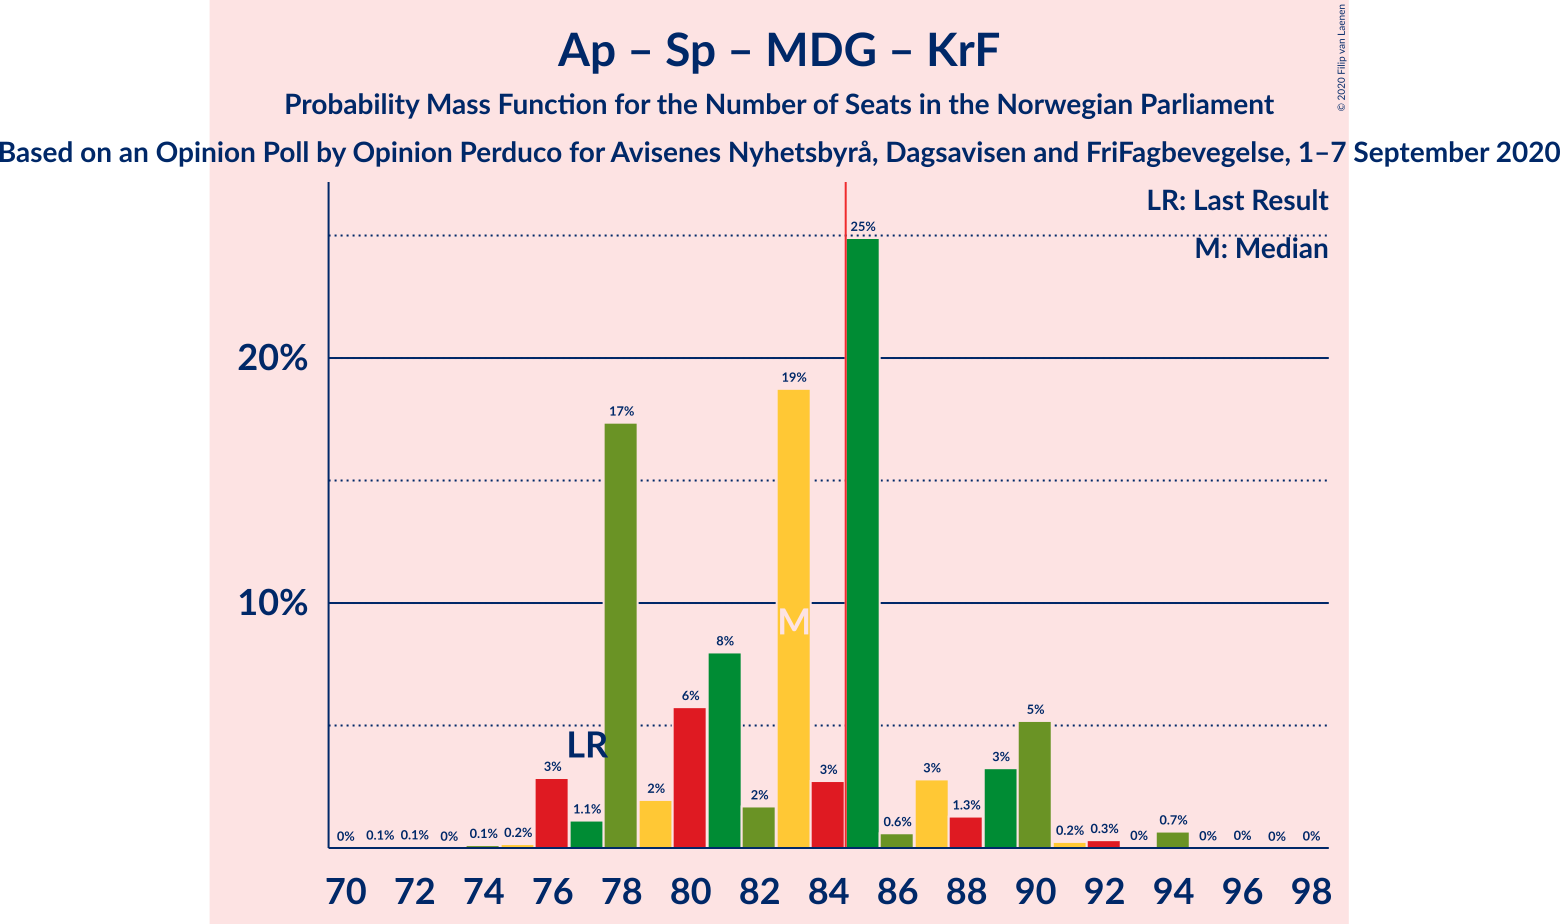 Ap – Sp – MDG – KrF
© 2020 Filip van Laenen
Probability Mass Function for the Number of Seats in the Norwegian Parliament
Based on an Opinion Poll by Opinion Perduco for Avisenes Nyhetsbyrå, Dagsavisen and FriFagbevegelse, 1–7 September 2020
LR: Last Result
M: Median
20%
10%
0% 0.1% 0.1% 0% 0.1% 0.2% 3% 1.1% 17% 2% 6% 8% 2% 19% 3% 25% 0.6% 3% 1.3% 3% 5% 0.2% 0.3% 0% 0.7% 0% 0% 0% 0%
LR
M
70 72 74 76 78 80 82 84 86 88 90 92 94 96 98